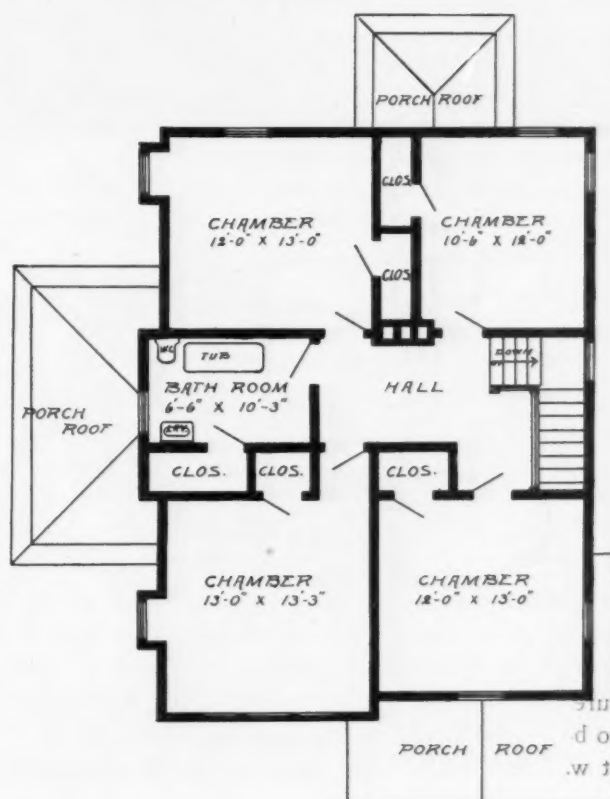 PORCH ROOF
CLOS.
CHAMBER
12'-0" X 13'-0"
CHAMBER
10'-6" X 12'-0"
CLOS.
W.C.
TUB
DOWN
BATH ROOM
6'-6" X 10'-3"
HALL
PORCH
ROOF
LAV.
CLOS.
CLOS.
CLOS.
CHAMBER
13'-0" X 13'-3"
CHAMBER
12'-0" X 13'-0"
PORCH ROOF